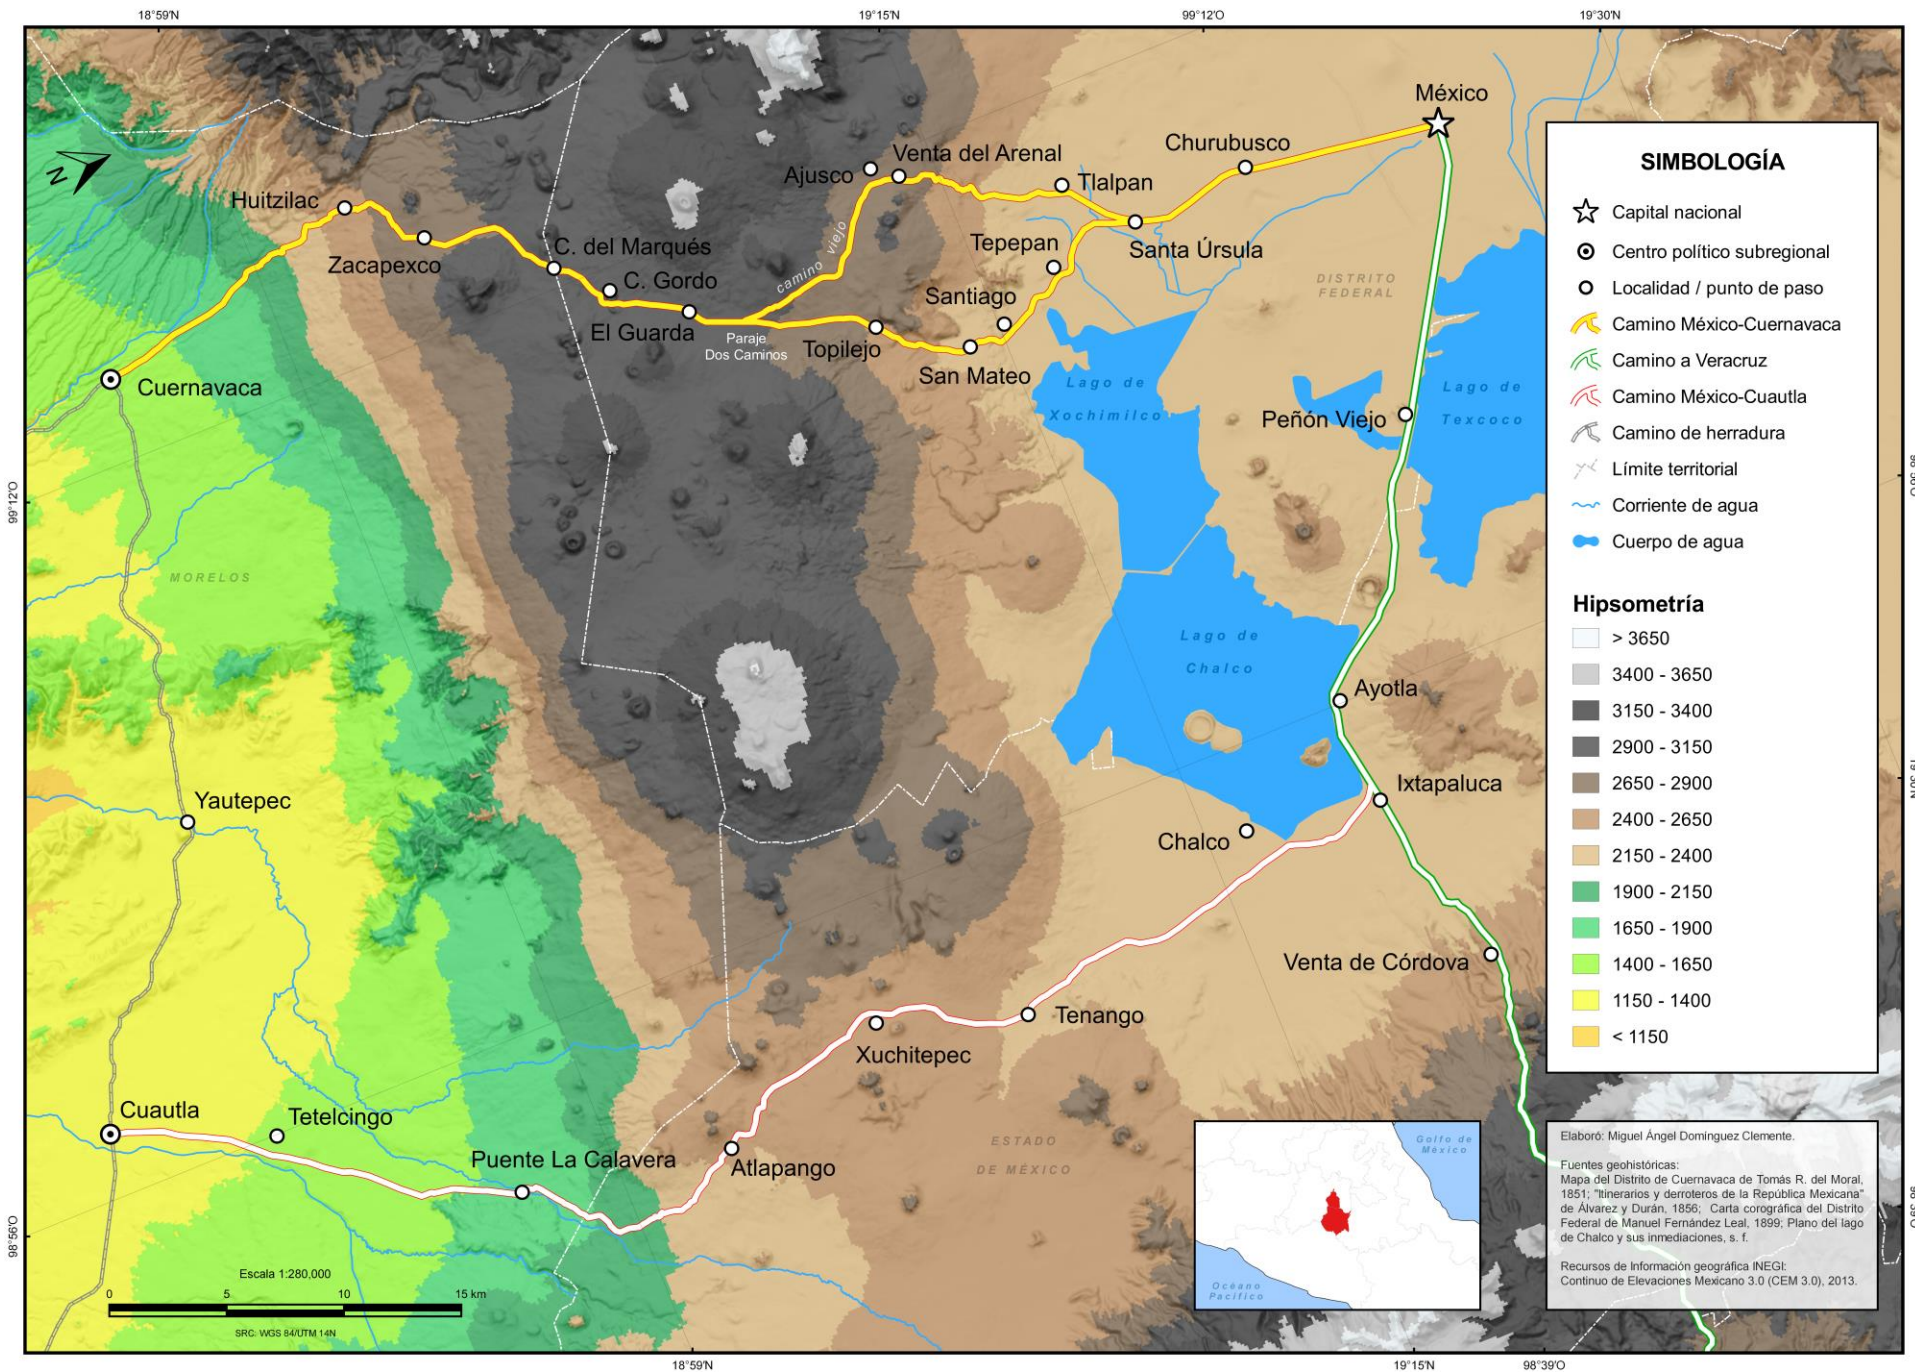 18°59'N
19°15'N
99°12'O
19°30'N
México
Churubusco
Venta del Arenal
Ajusco
Tlalpan
Huitzilac
Santa Úrsula
Tepepan
C. del Marqués
Zacapexco
camino viejo
C. Gordo
DISTRITO
FEDERAL
Santiago
El Guarda
Paraje
Dos Caminos
Topilejo
San Mateo
Cuernavaca
Lago de
Xochimilco
Lago de
Texcoco
Peñón Viejo
99°12'O
98°39'O
MORELOS
Lago de
Chalco
Ayotla
Ixtapaluca
19°30'N
Yautepec
Chalco
Venta de Córdova
Tenango
Xuchitepec
Cuautla
Tetelcingo
Puente La Calavera
Atlapango
ESTADO
DE MÉXICO
98°56'O
98°39'O
N
SIMBOLOGÍA
Capital nacional
Centro político subregional
Localidad / punto de paso
Camino México-Cuernavaca
Camino a Veracruz
Camino México-Cuautla
Camino de herradura
Límite territorial
Corriente de agua
Cuerpo de agua
Hipsometría
> 3650
3400 - 3650
3150 - 3400
2900 - 3150
2650 - 2900
2400 - 2650
2150 - 2400
1900 - 2150
1650 - 1900
1400 - 1650
1150 - 1400
< 1150
Golfo de
México
Océano
Pacífico
Elaboró: Miguel Ángel Domínguez Clemente.
Fuentes geohistóricas:
Mapa del Distrito de Cuernavaca de Tomás R. del Moral,
1851; "Itinerarios y derroteros de la República Mexicana"
de Álvarez y Durán, 1856; Carta corográfica del Distrito
Federal de Manuel Fernández Leal, 1899; Plano del lago
de Chalco y sus inmediaciones, s. f.
Recursos de Información geográfica INEGI:
Continuo de Elevaciones Mexicano 3.0 (CEM 3.0), 2013.
Escala 1:280,000
0 5 10 15 km
SRC: WGS 84/UTM 14N
18°59'N
19°15'N
98°39'O